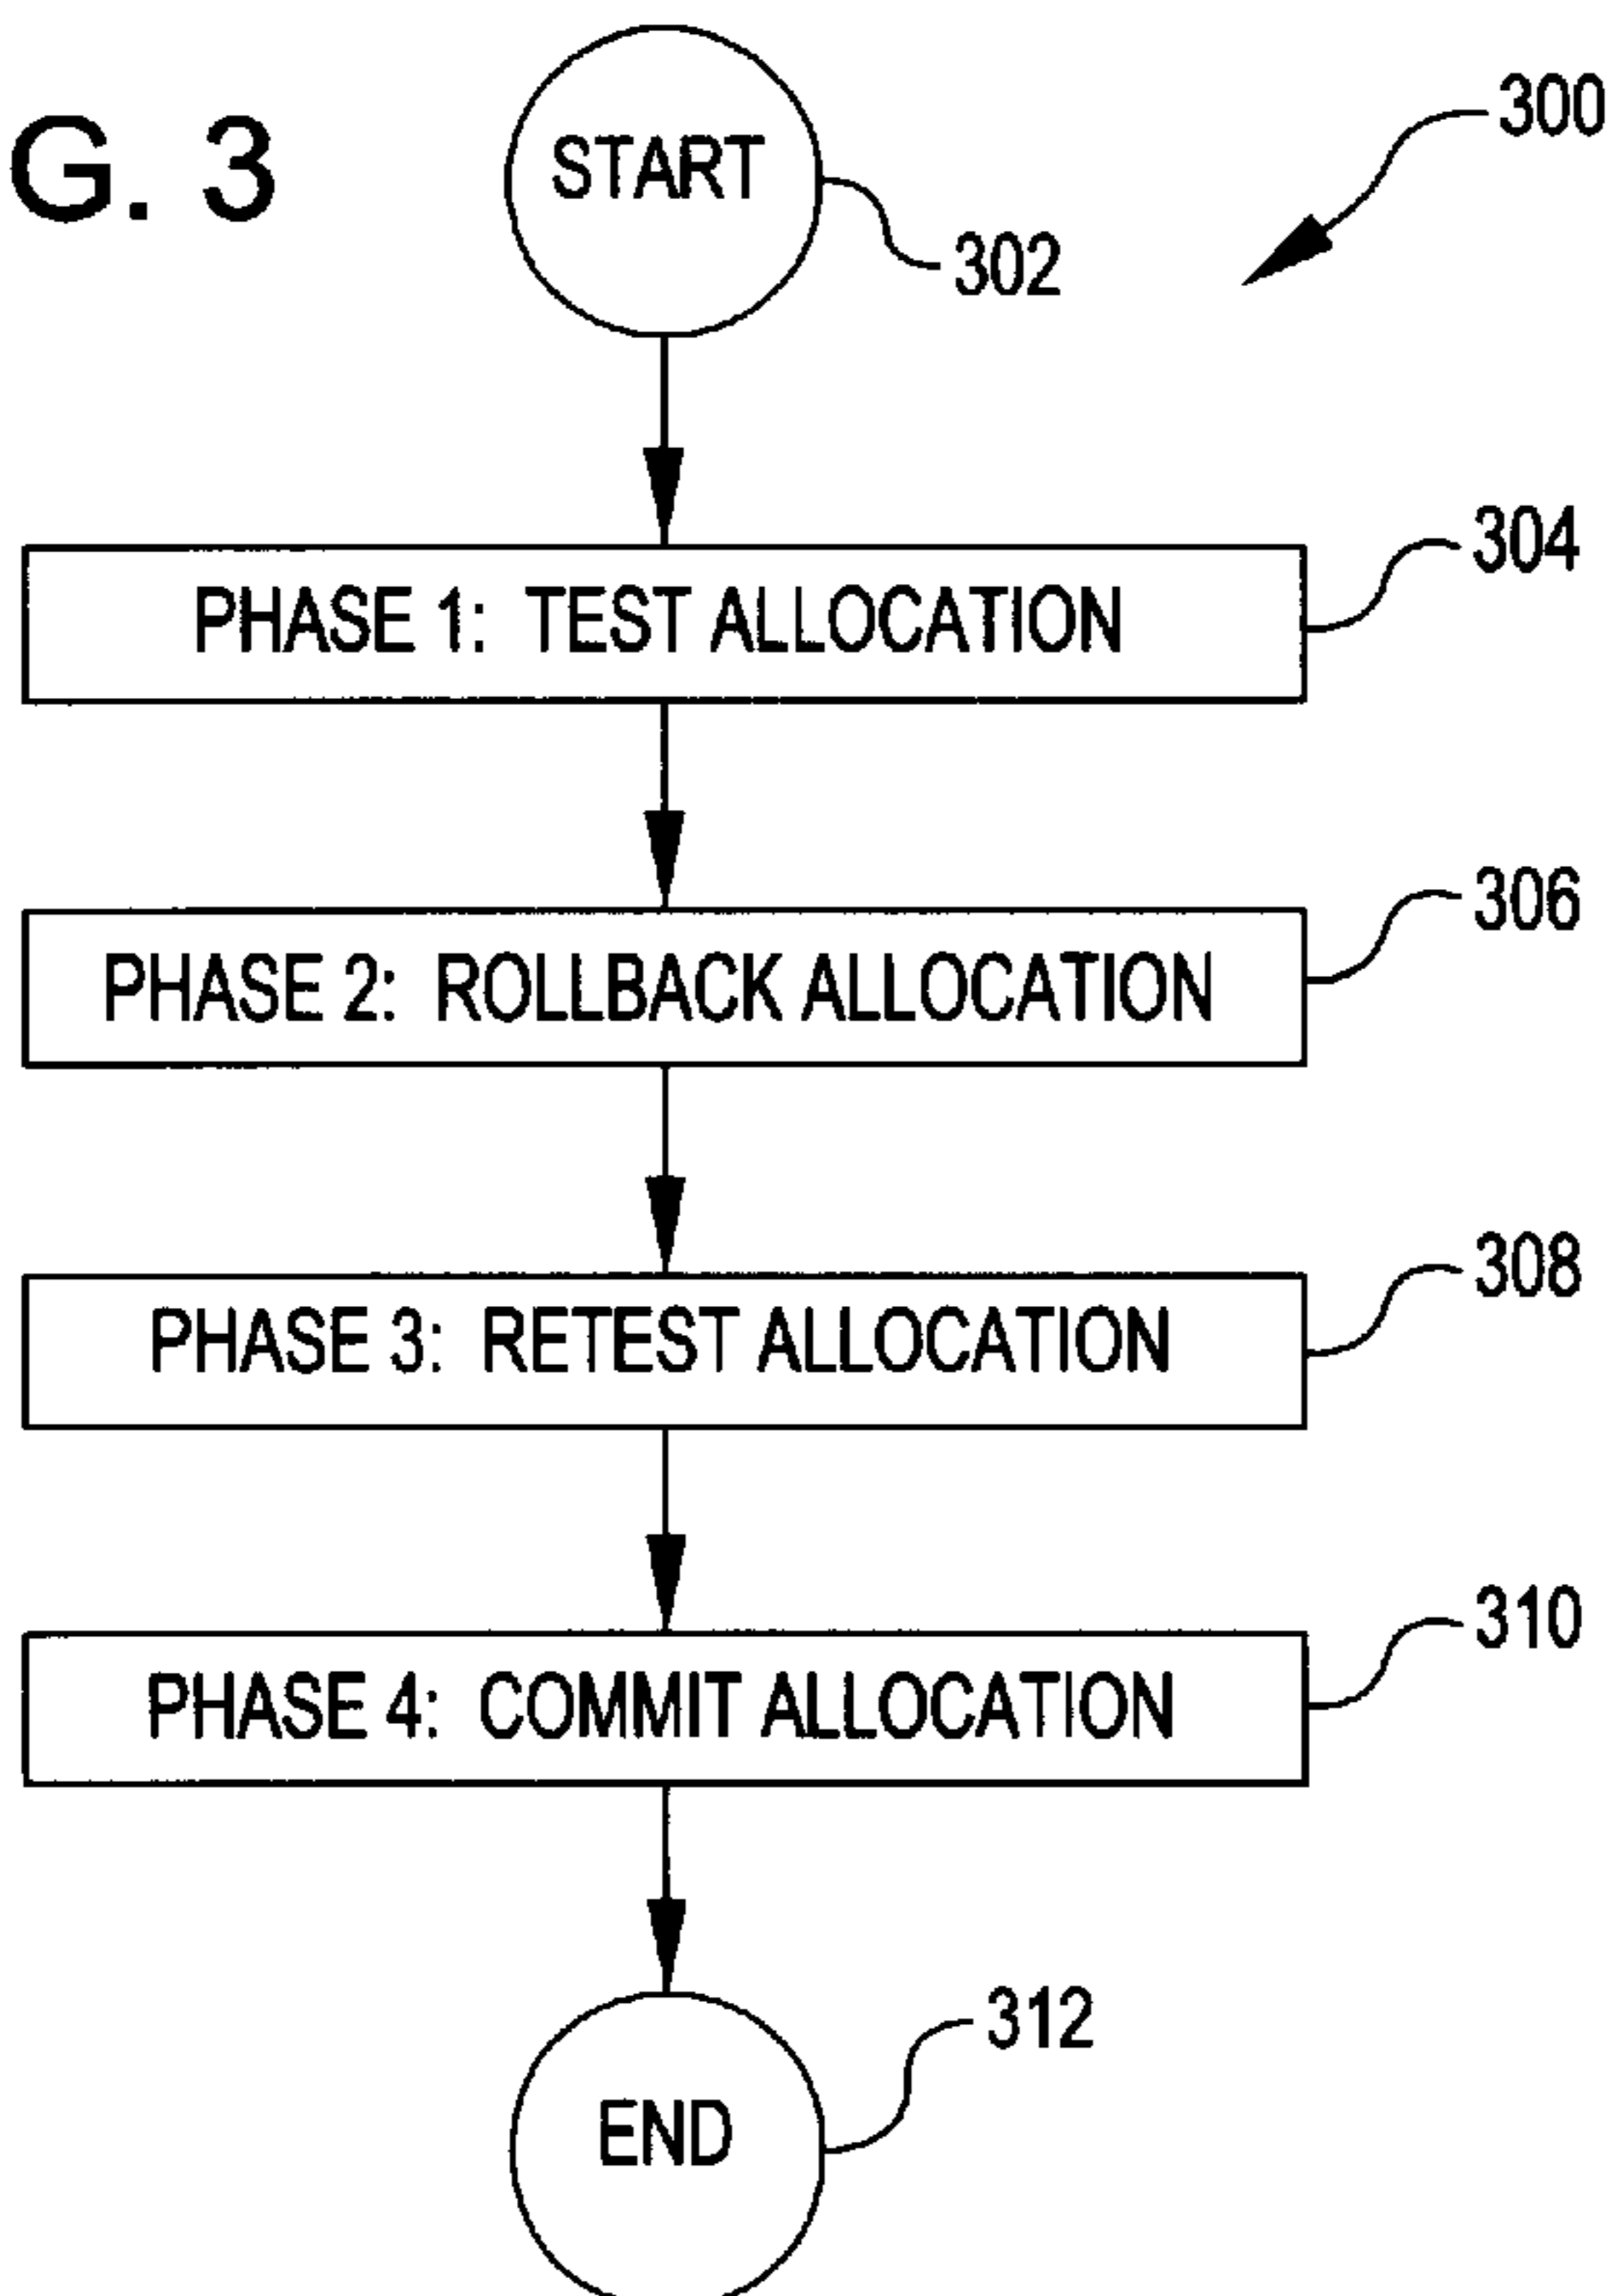 G. 3
START
300
302
304
PHASE 1: TEST ALLOCATION
306
PHASE 2: ROLLBACK ALLOCATION
308
PHASE 3: RETEST ALLOCATION
310
PHASE 4: COMMIT ALLOCATION
312
END